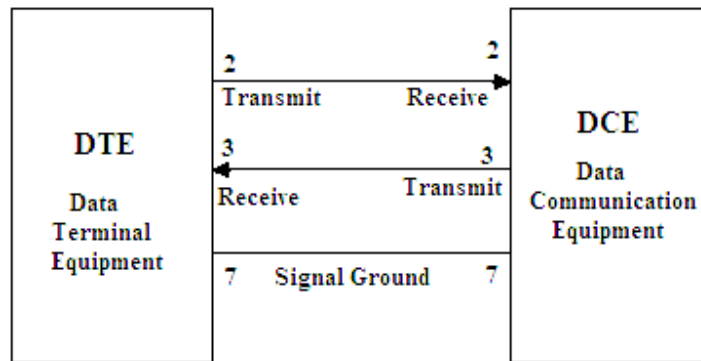 2 2
Transmit Receive
DTE
DCE
3 3
Receive Transmit
Data
Terminal
Equipment
Data
Communication
Equipment
7 Signal Ground 7